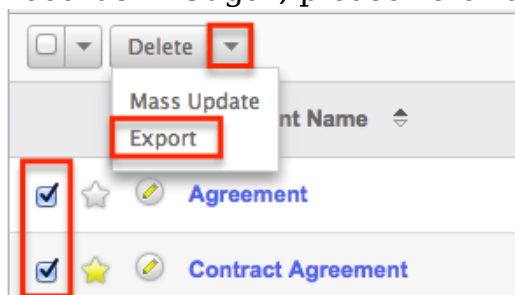 Delete
Mass Update
nt Name
Export
Agreement
Contract Agreement